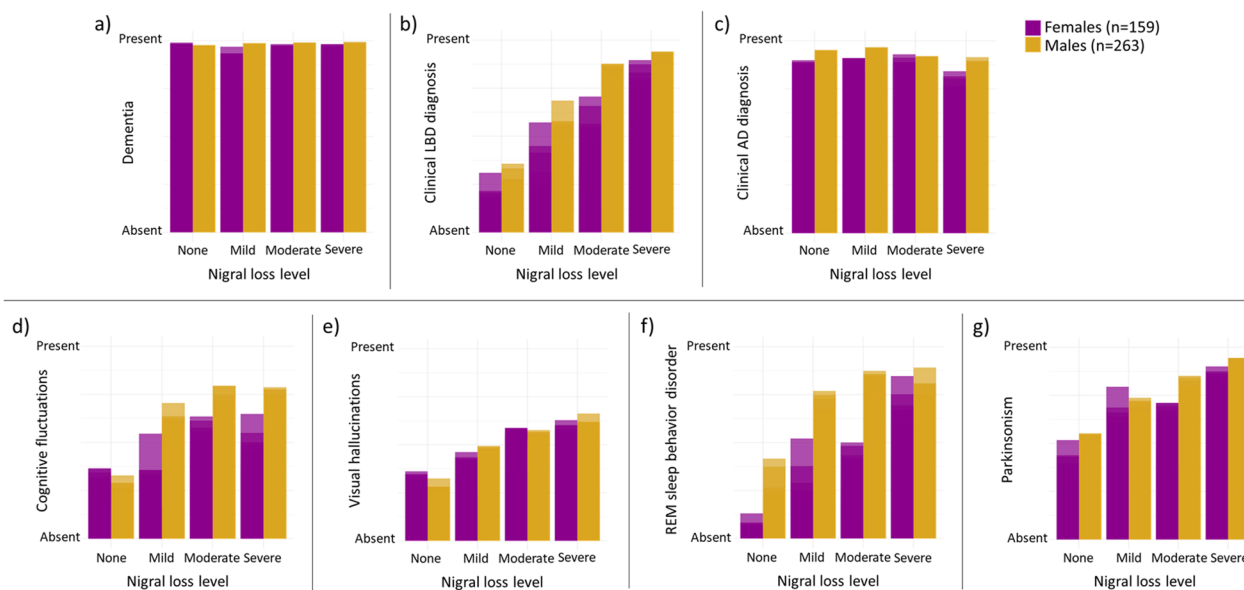 a)
Present
Dementia
Absent
None Mild Moderate Severe
Nigral loss level
b)
Present
Clinical LBD diagnosis
Absent
None Mild Moderate Severe
Nigral loss level
c)
Present
Clinical AD diagnosis
Absent
None Mild Moderate Severe
Nigral loss level
Females (n=159)
Males (n=263)
d)
Present
Cognitive fluctuations
Absent
None Mild Moderate Severe
Nigral loss level
e)
Present
Visual hallucinations
Absent
None Mild Moderate Severe
Nigral loss level
f)
Present
REM sleep behavior disorder
Absent
None Mild Moderate Severe
Nigral loss level
g)
Present
Parkinsonism
Absent
None Mild Moderate Severe
Nigral loss level